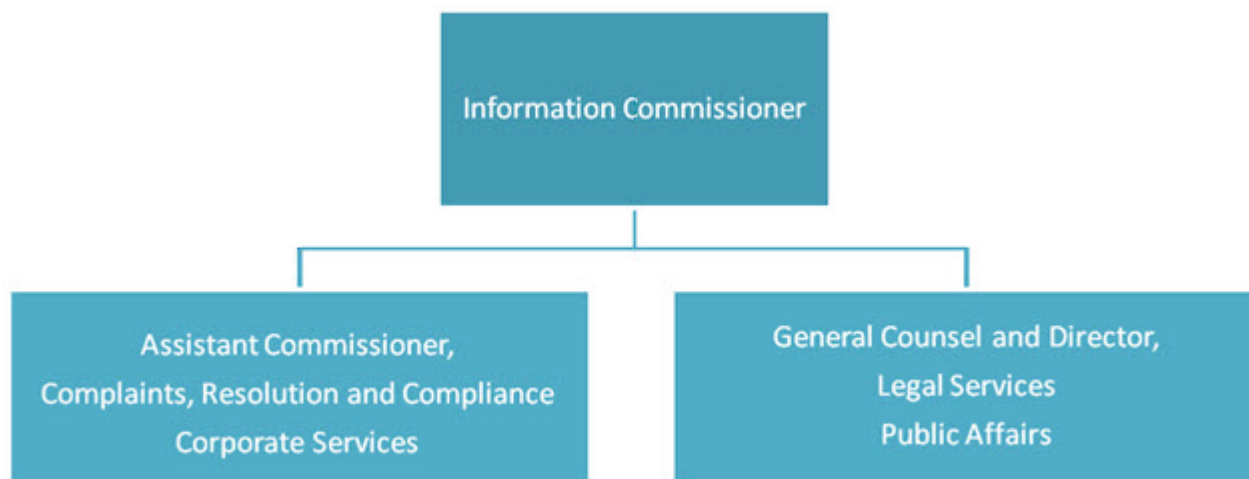 Information Commissioner
Assistant Commissioner,
Complaints, Resolution and Compliance
Corporate Services
General Counsel and Director,
Legal Services
Public Affairs